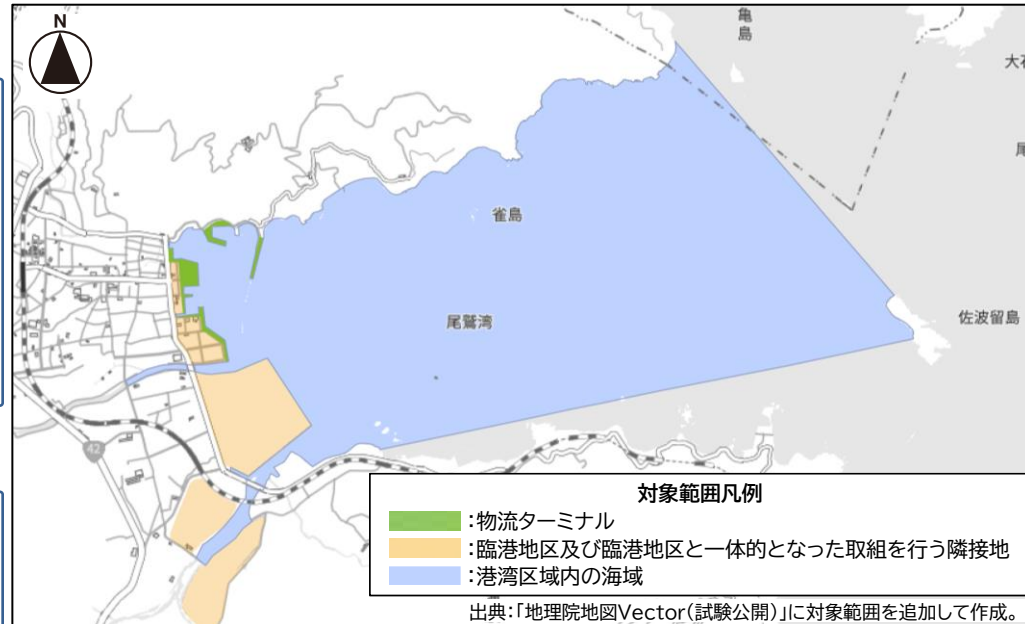 N
亀島
大石
尾
雀島
尾鷲湾
佐波留島
42
対象範囲凡例
:物流ターミナル
:臨港地区及び臨港地区と一体的となった取組を行う隣接地
:港湾区域内の海域
出典:「地理院地図Vector(試験公開)」に対象範囲を追加して作成。